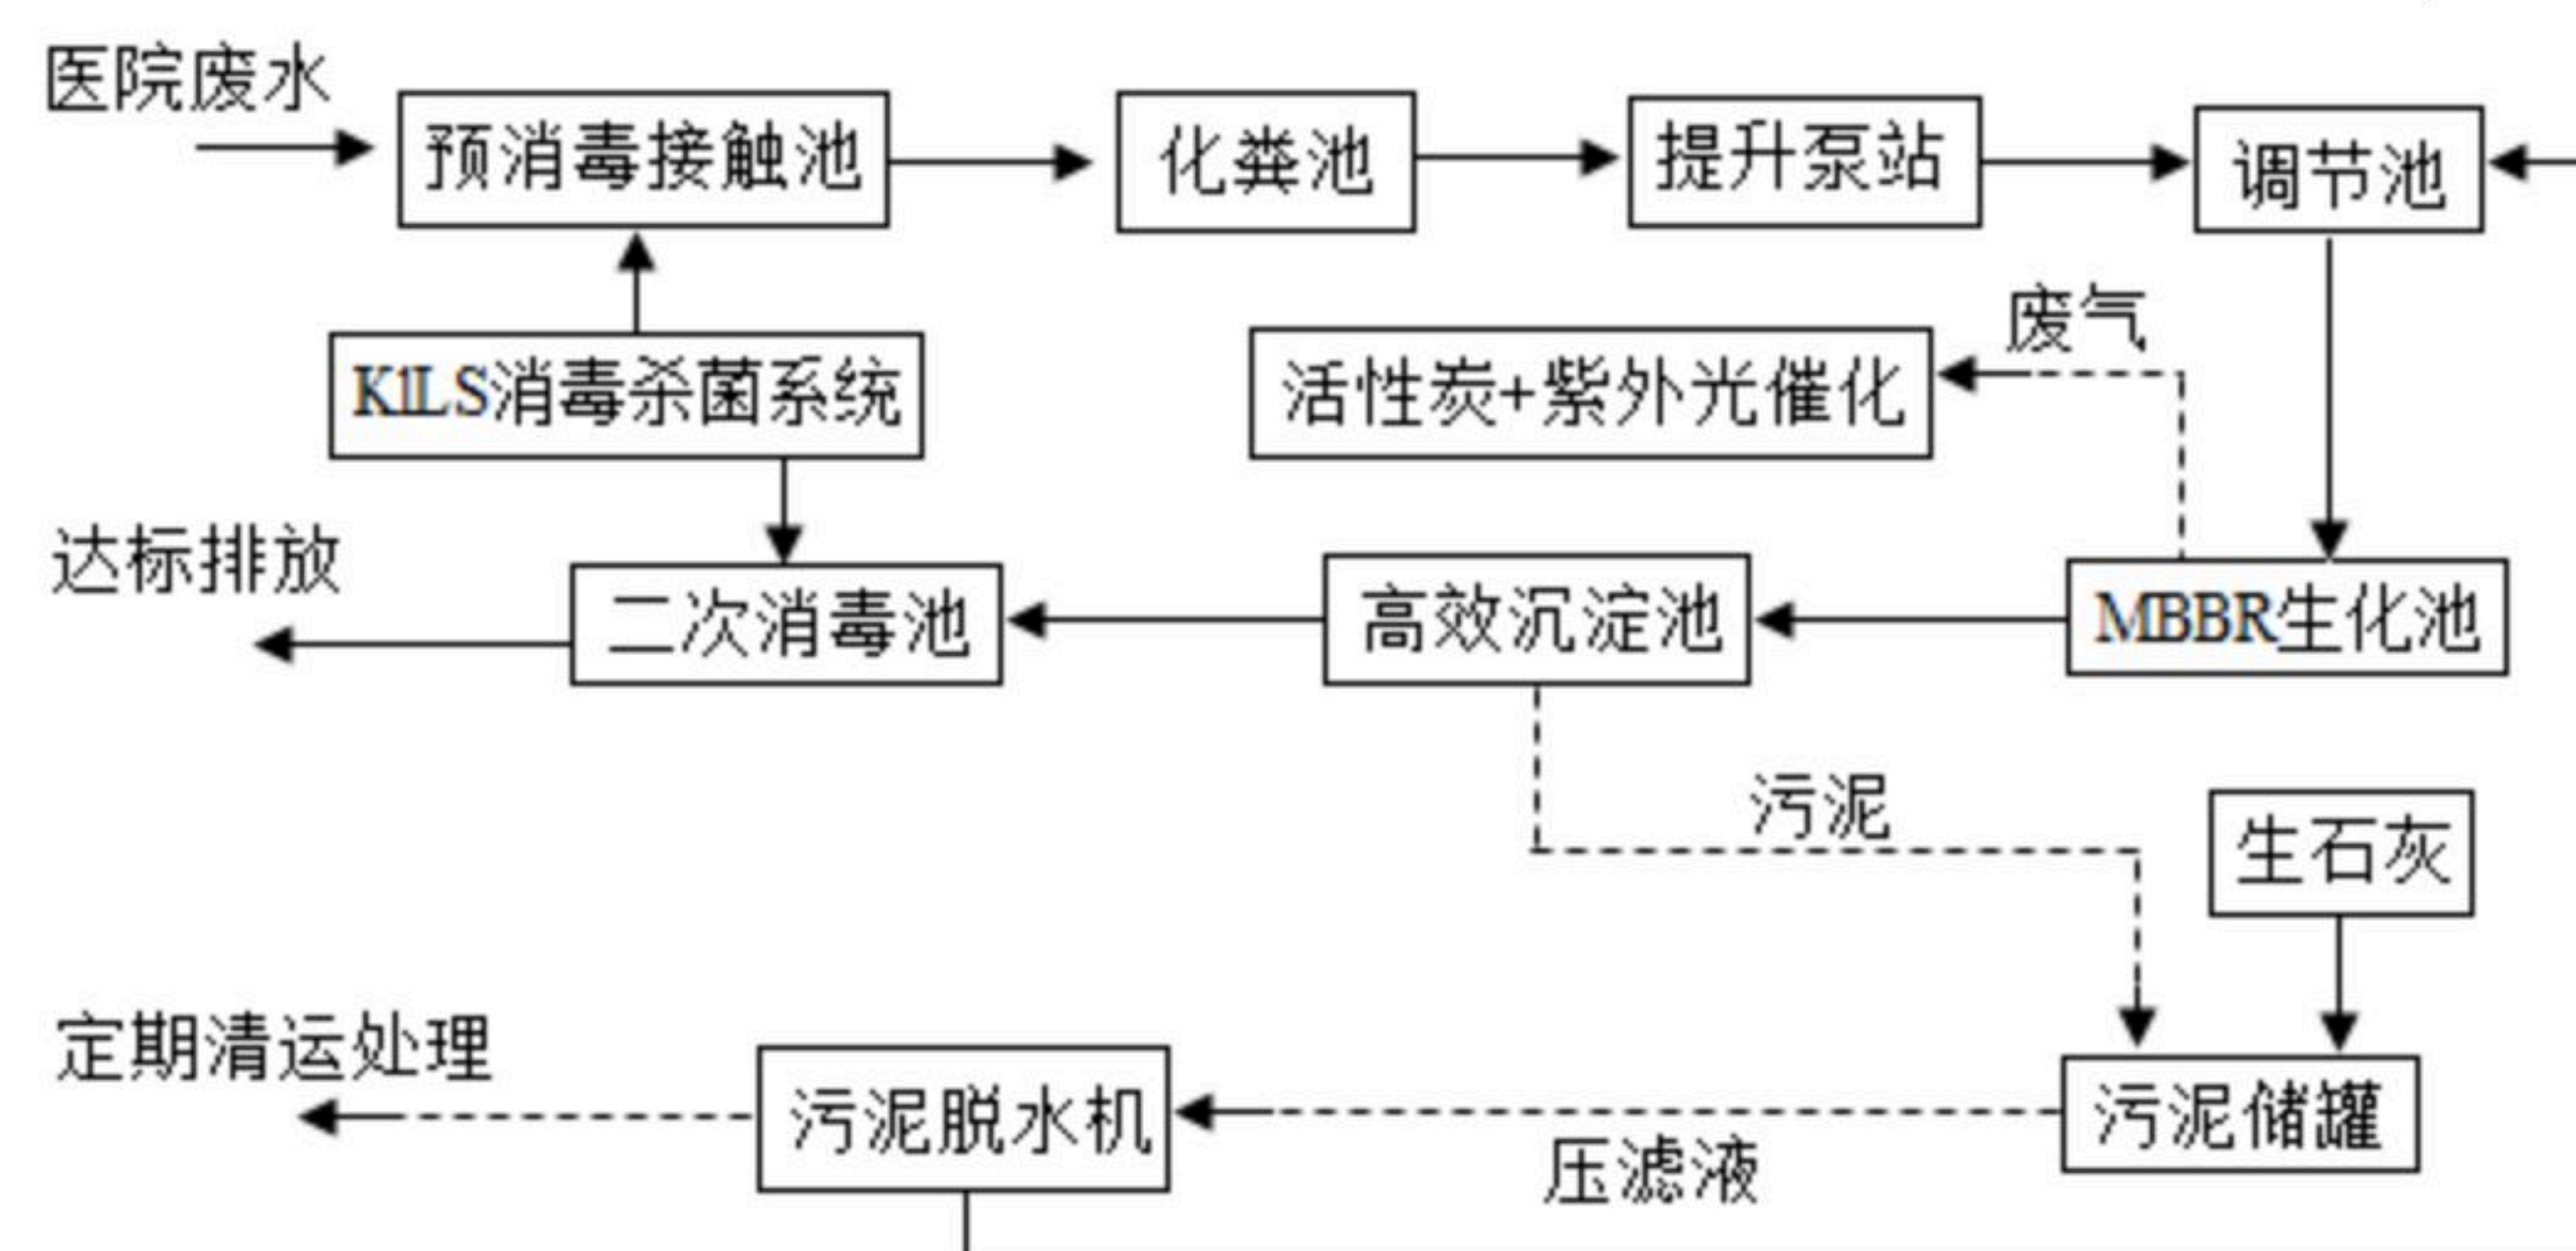 医院废水
预消毒接触池
化粪池
提升泵站
调节池
废气
K1LS消毒杀菌系统
活性炭+紫外光催化
达标排放
二次消毒池
高效沉淀池
MBBR生化池
污泥
生石灰
定期清运处理
污泥脱水机
污泥储罐
压滤液